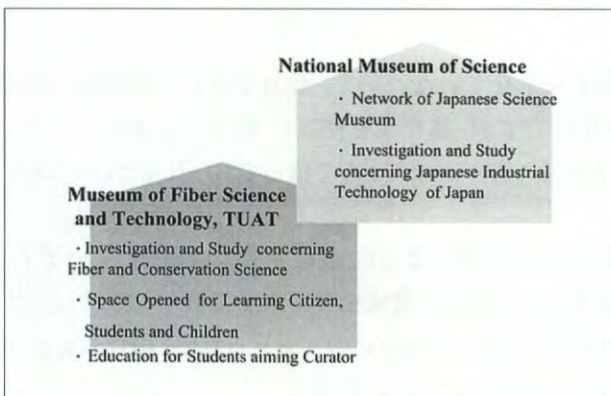 National Museum of Science
· Network of Japanese Science
Museum
· Investigation and Study
concerning Japanese Industrial
Technology of Japan
Museum of Fiber Science
and Technology, TUAT
· Investigation and Study concerning
Fiber and Conservation Science
· Space Opened for Learning Citizen,
Students and Children
· Education for Students aiming Curator